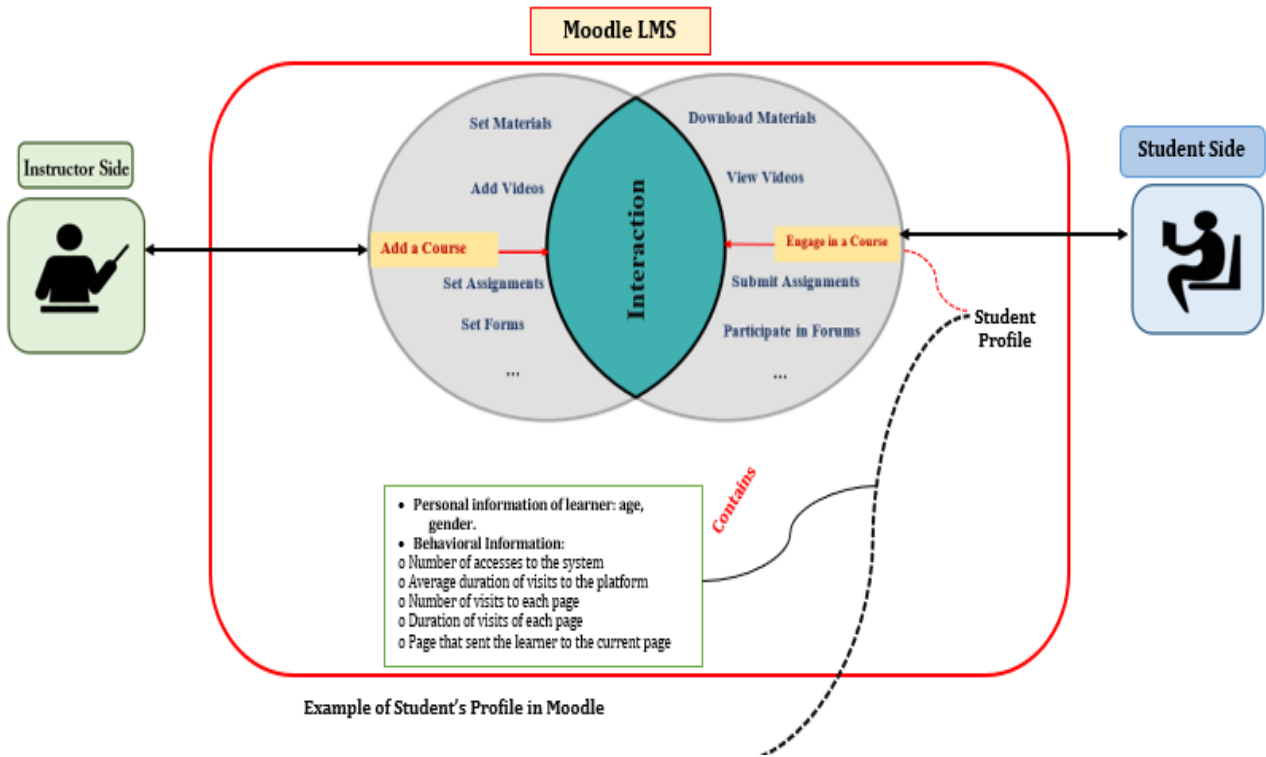 Moodle LMS
Instructor Side
Set Materials
Add Videos
Add a Course
Set Assignments
Set Forms
...
Interaction
Download Materials
View Videos
Engage in a Course
Submit Assignments
Participate in Forums
...
Student Side
Student
Profile
Contains
• Personal information of learner: age,
gender.
• Behavioral Information:
o Number of accesses to the system
o Average duration of visits to the platform
o Number of visits to each page
o Duration of visits of each page
o Page that sent the learner to the current page
Example of Student's Profile in Moodle